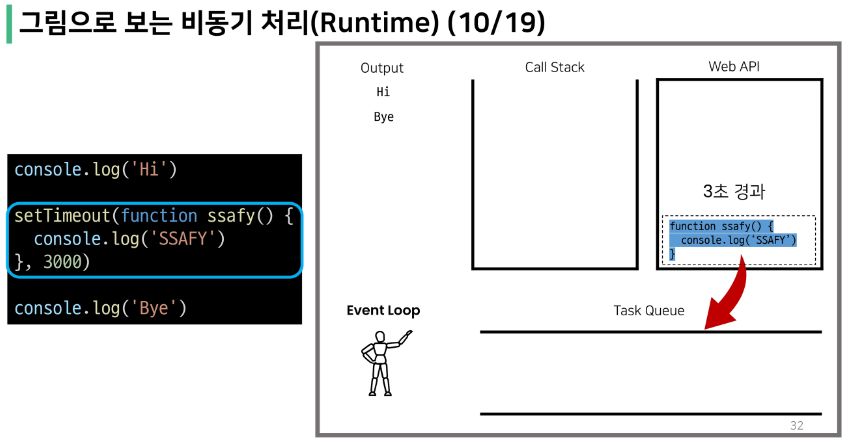 그림으로 보는 비동기 처리(Runtime) (10/19)
console.log('Hi')
setTimeout(function ssafy() {
  console.log('SSAFY')
}, 3000)
console.log('Bye')
Output
Hi
Bye
Call Stack
Web API
3초 경과
function ssafy() {
  console.log('SSAFY')
}
Event Loop
Task Queue
32